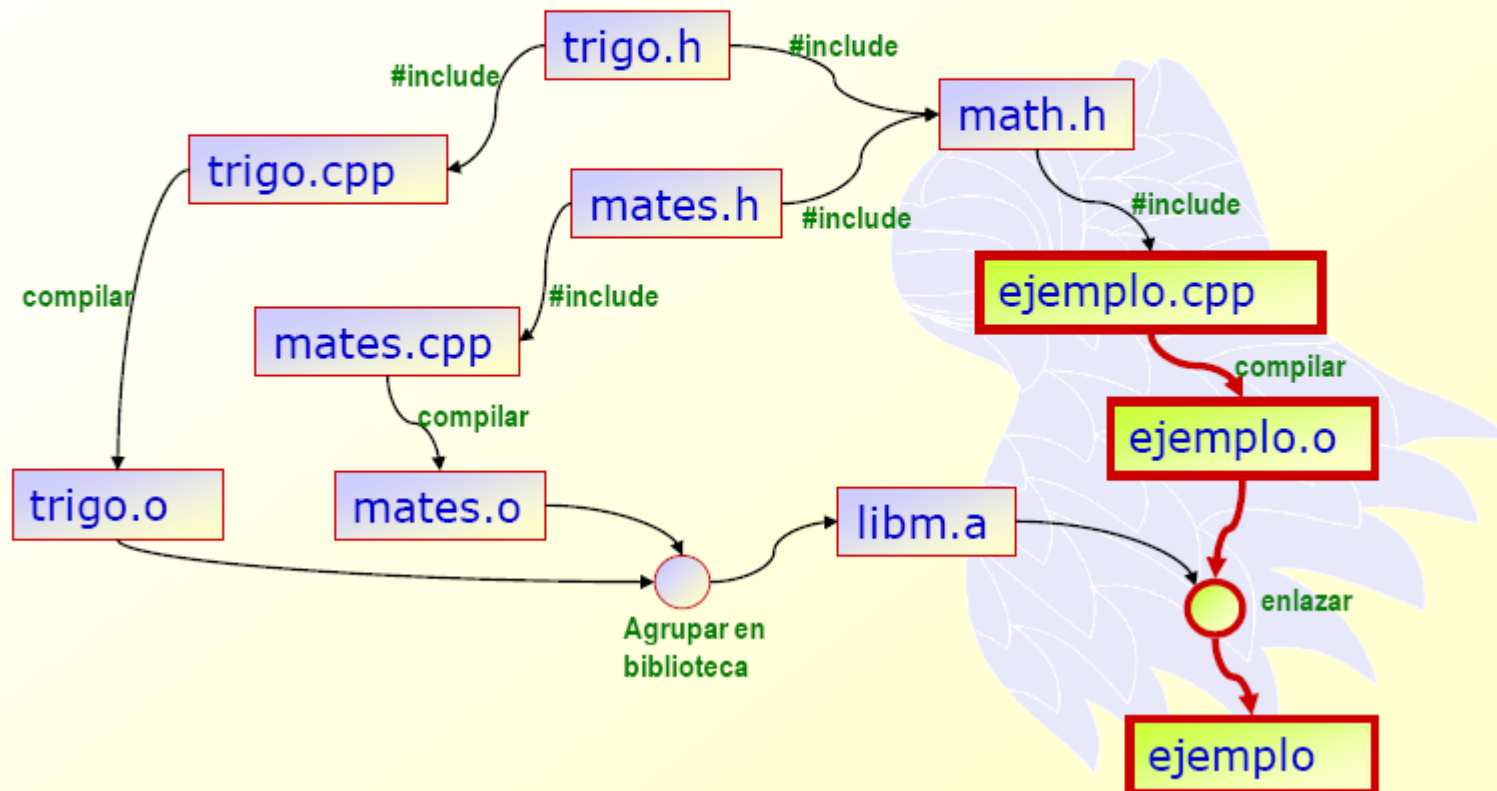 trigo.h
#include
#include
math.h
trigo.cpp
mates.h
#include
#include
compilar
#include
ejemplo.cpp
mates.cpp
compilar
compilar
ejemplo.o
trigo.o
mates.o
libm.a
enlazar
Agrupar en
biblioteca
ejemplo